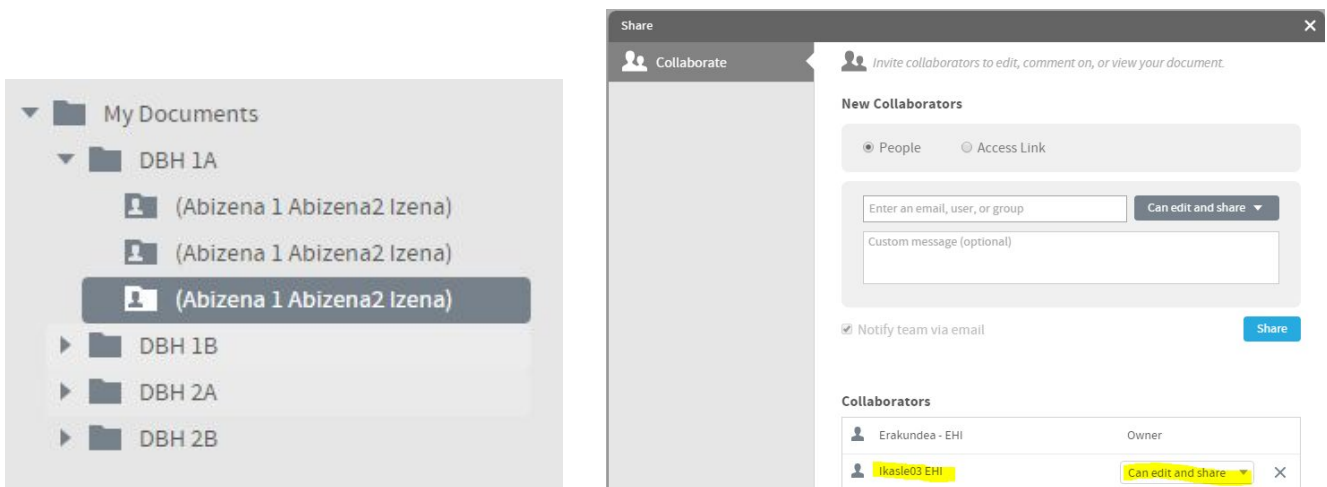 My Documents
DBH 1A
(Abizena 1 Abizena2 Izena)
(Abizena 1 Abizena2 Izena)
(Abizena 1 Abizena2 Izena)
DBH 1B
DBH 2A
DBH 2B
Share
Collaborate
Invite collaborators to edit, comment on, or view your document.
New Collaborators
People Access Link
Enter an email, user, or group Can edit and share
Custom message (optional)
Notify team via email Share
Collaborators
Erakundea - EHI Owner
Ikasle03 EHI Can edit and share